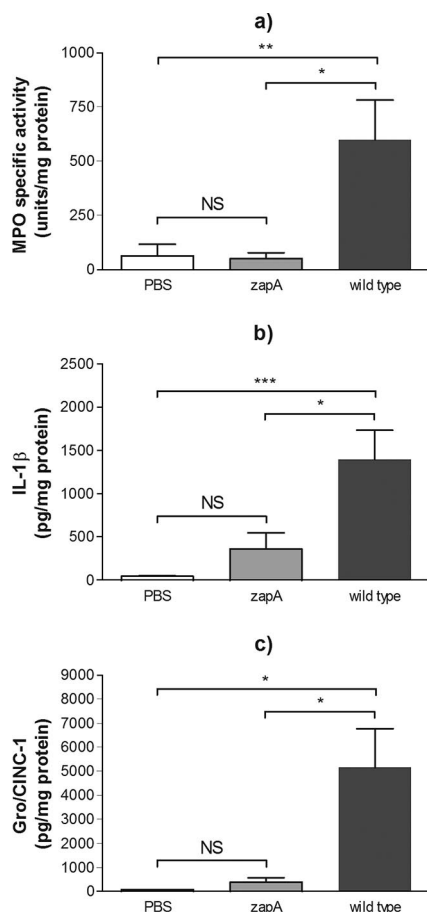 a)
MPO specific activity
(units/mg protein)
1000
750
500
250
0
**
*
NS
PBS
zapA
wild type
b)
IL-1β
(pg/mg protein)
2500
2000
1500
1000
500
0
***
*
NS
PBS
zapA
wild type
c)
Gro/CINC-1
(pg/mg protein)
9000
8000
7000
6000
5000
4000
3000
2000
1000
0
*
*
NS
PBS
zapA
wild type